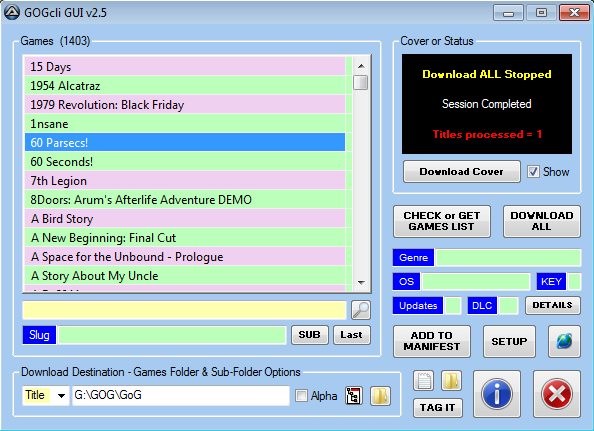 GOGcli GUI v2.5
Games (1403)
15 Days
1954 Alcatraz
1979 Revolution: Black Friday
1nsane
60 Parsecs!
60 Seconds!
7th Legion
8Doors: Arum's Afterlife Adventure DEMO
A Bird Story
A New Beginning: Final Cut
A Space for the Unbound - Prologue
A Story About My Uncle
Slug
SUB
Last
Cover or Status
Download ALL Stopped
Session Completed
Titles processed = 1
Download Cover
Show
CHECK or GET
GAMES LIST
DOWNLOAD
ALL
Genre
OS
KEY
Updates
DLC
DETAILS
ADD TO
MANIFEST
SETUP
Download Destination - Games Folder & Sub-Folder Options
Title
G:\GOG\GoG
Alpha
TAG IT